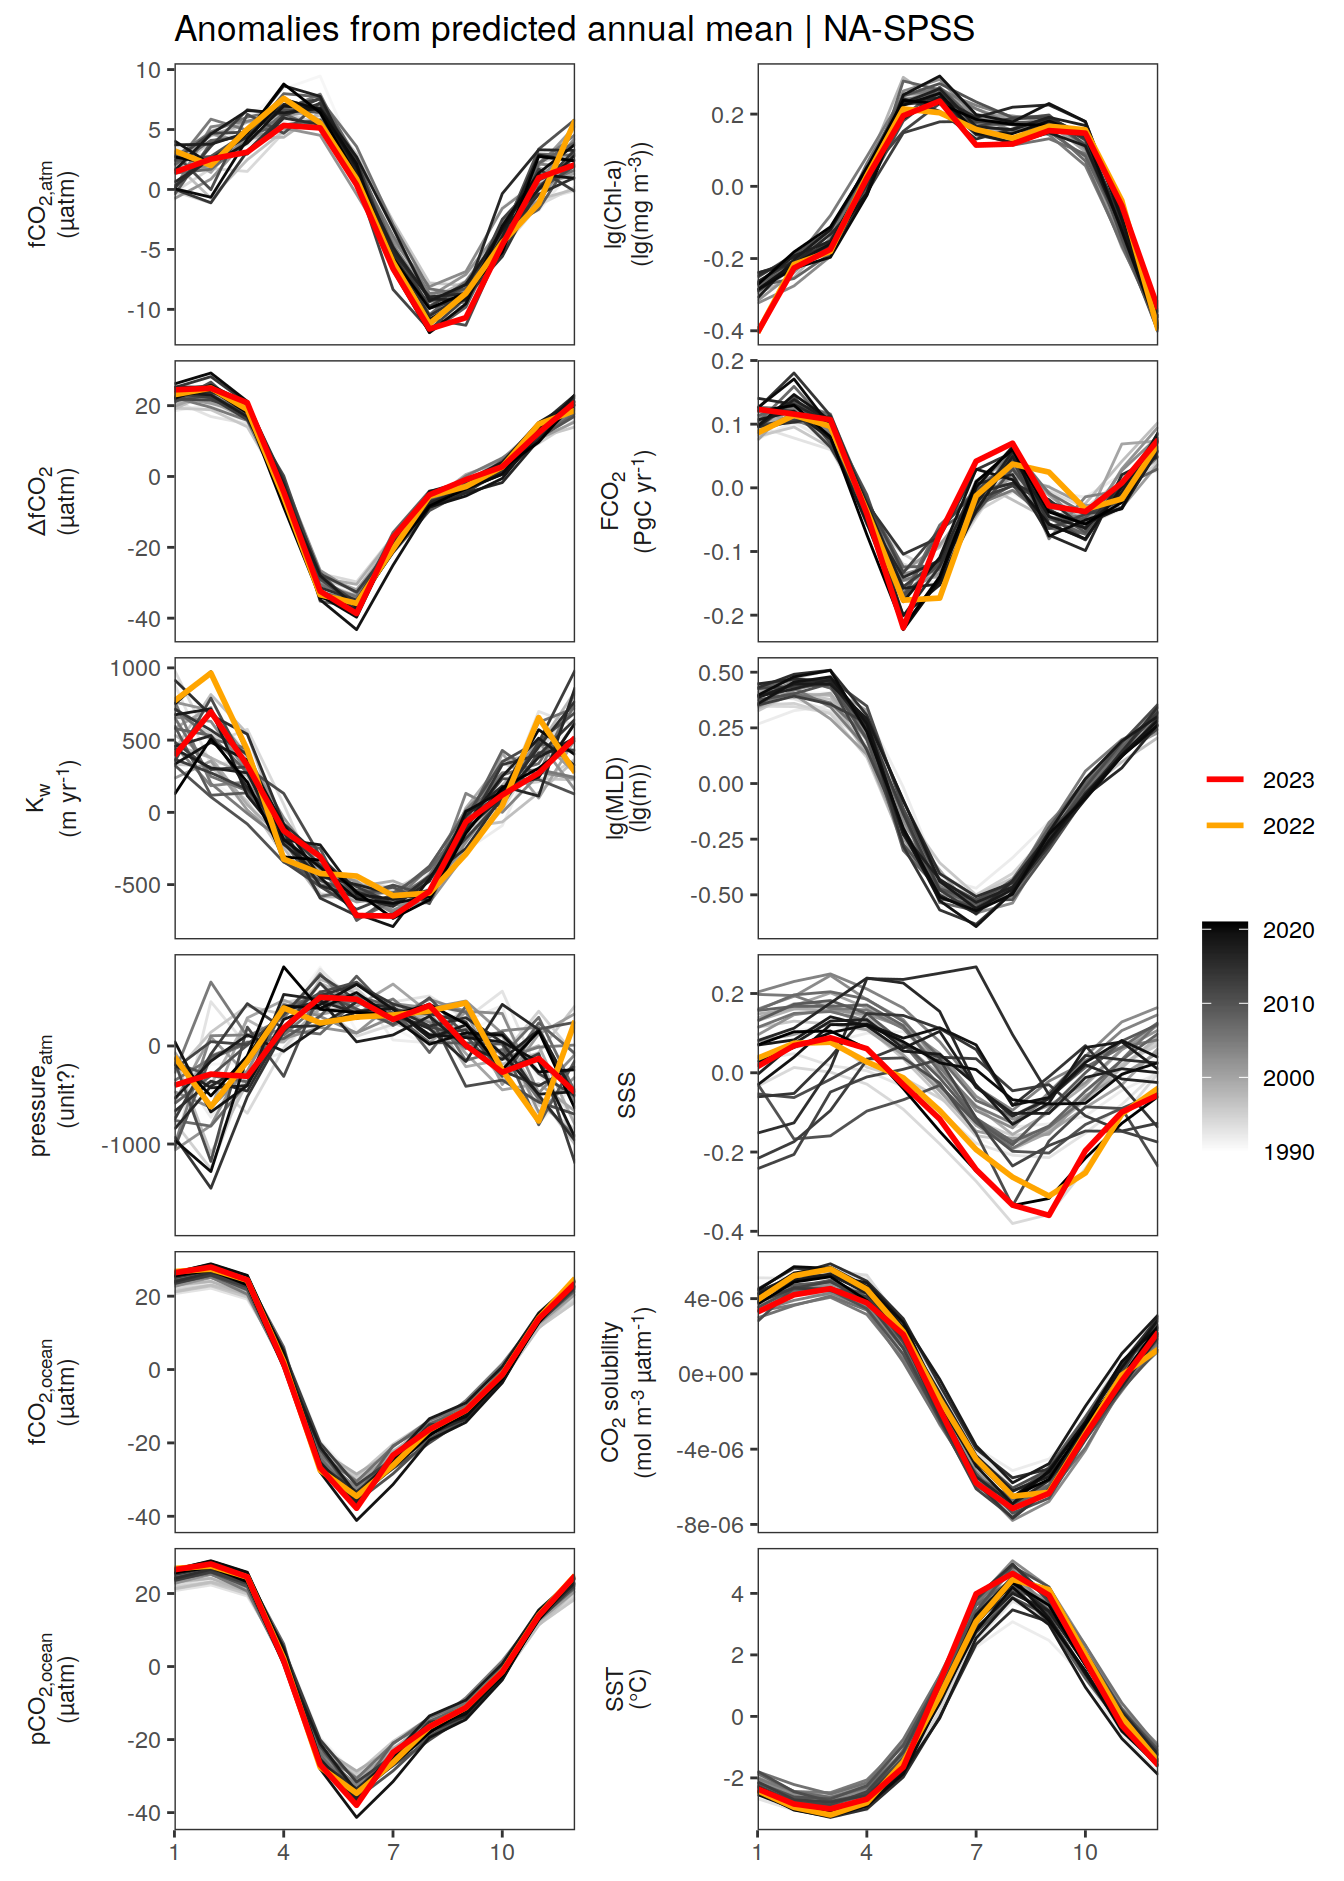 Anomalies from predicted annual mean | NA-SPSS
fCO2,atm
(µatm)
10
5
0
-5
-10
lg(Chl-a)
(lg(mg m-3))
0.2
0.0
-0.2
-0.4
ΔfCO2
(µatm)
20
0
-20
-40
FCO2
(PgC yr-1)
0.2
0.1
0.0
-0.1
-0.2
Kw
(m yr-1)
1000
500
0
-500
lg(MLD)
(lg(m))
0.50
0.25
0.00
-0.25
-0.50
pressureatm
(unit?)
0
-1000
SSS
0.2
0.0
-0.2
-0.4
fCO2,ocean
(µatm)
20
0
-20
-40
CO2 solubility
(mol m-3 µatm-1)
4e-06
0e+00
-4e-06
-8e-06
pCO2,ocean
(µatm)
20
0
-20
-40
1 4 7 10
SST
(°C)
4
2
0
-2
1 4 7 10
2023
2022
2020
2010
2000
1990